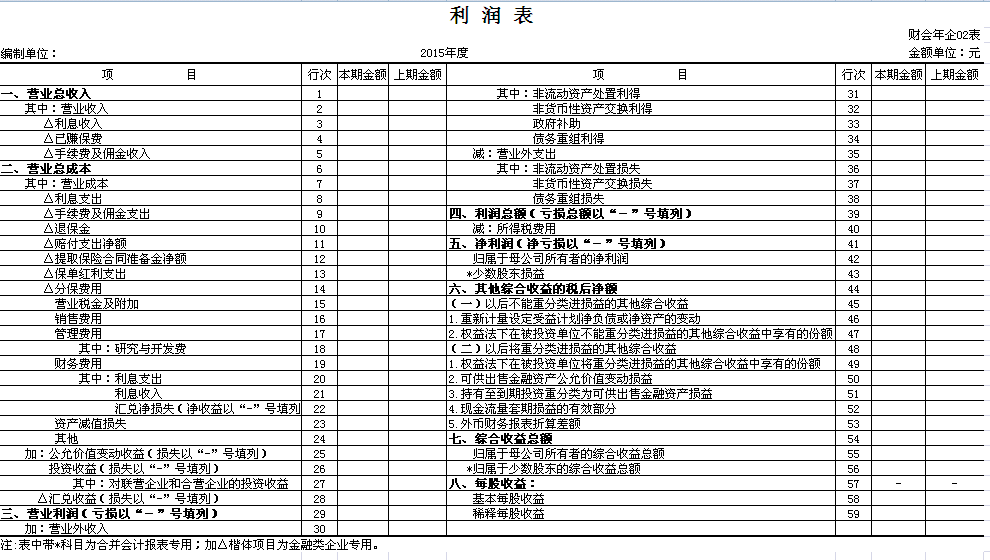 利 润 表
财会年企02表
编制单位： 2015年度 金额单位：元
项 目 行次 本期金额 上期金额 项 目 行次 本期金额 上期金额
一、营业总收入 1 其中：非流动资产处置利得 31
其中：营业收入 2 非货币性资产交换利得 32
△利息收入 3 政府补助 33
△已赚保费 4 债务重组利得 34
△手续费及佣金收入 5 减：营业外支出 35
二、营业总成本 6 其中：非流动资产处置损失 36
其中：营业成本 7 非货币性资产交换损失 37
△利息支出 8 债务重组损失 38
△手续费及佣金支出 9 四、利润总额（亏损总额以“－”号填列） 39
△退保金 10 减：所得税费用 40
△赔付支出净额 11 五、净利润（净亏损以“－”号填列） 41
△提取保险合同准备金净额 12 归属于母公司所有者的净利润 42
△保单红利支出 13 *少数股东损益 43
△分保费用 14 六、其他综合收益的税后净额 44
营业税金及附加 15 （一）以后不能重分类进损益的其他综合收益 45
销售费用 16 1.重新计量设定受益计划净负债或净资产的变动 46
管理费用 17 2.权益法下在被投资单位不能重分类进损益的其他综合收益中享有的份额 47
其中：研究与开发费 18 （二）以后将重分类进损益的其他综合收益 48
财务费用 19 1.权益法下在被投资单位将重分类进损益的其他综合收益中享有的份额 49
其中：利息支出 20 2.可供出售金融资产公允价值变动损益 50
利息收入 21 3.持有至到期投资重分类为可供出售金融资产损益 51
汇兑净损失（净收益以“-”号填列 22 4.现金流量套期损益的有效部分 52
资产减值损失 23 5.外币财务报表折算差额 53
其他 24 七、综合收益总额 54
加：公允价值变动收益（损失以“-”号填列） 25 归属于母公司所有者的综合收益总额 55
投资收益（损失以“-”号填列） 26 *归属于少数股东的综合收益总额 56
其中：对联营企业和合营企业的投资收益 27 八、每股收益： 57 - -
△汇兑收益（损失以“-”号填列） 28 基本每股收益 58
三、营业利润（亏损以“－”号填列） 29 稀释每股收益 59
加：营业外收入 30
注：表中带*科目为合并会计报表专用；加△楷体项目为金融类企业专用。